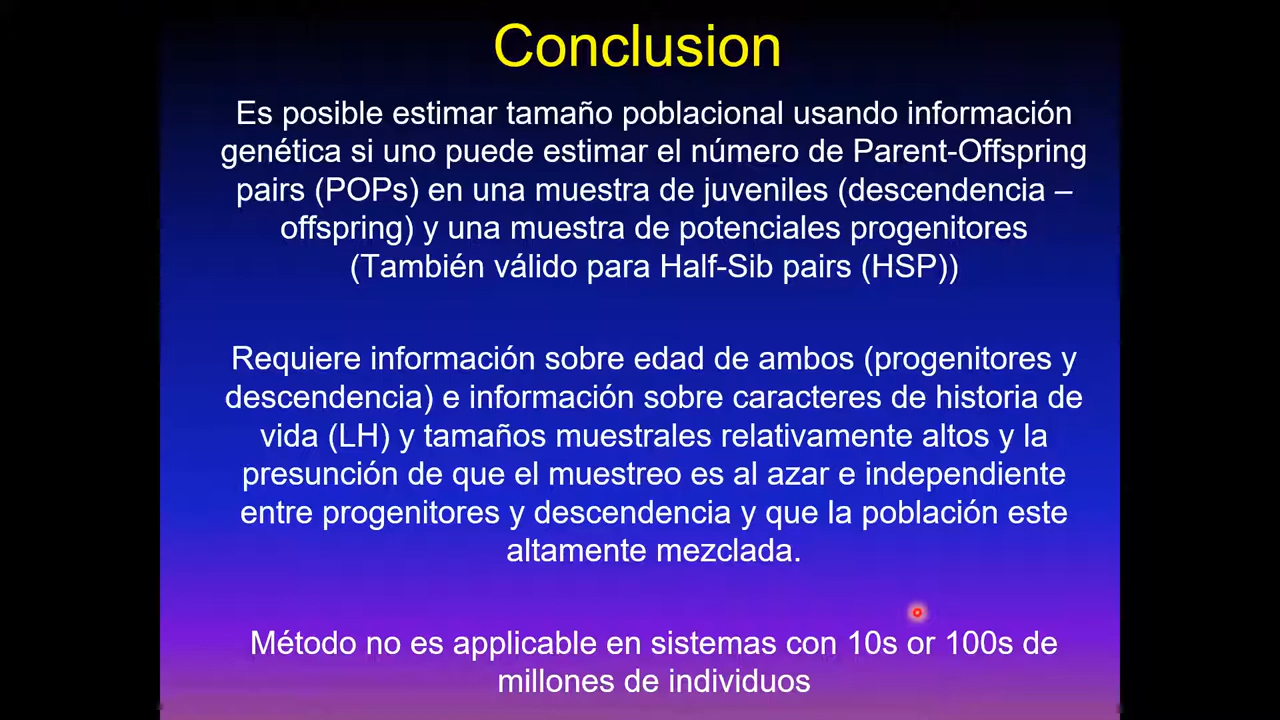 Conclusion
Es posible estimar tamaño poblacional usando información
genética si uno puede estimar el número de Parent-Offspring
pairs (POPs) en una muestra de juveniles (descendencia –
offspring) y una muestra de potenciales progenitores
(También válido para Half-Sib pairs (HSP))
Requiere información sobre edad de ambos (progenitores y
descendencia) e información sobre caracteres de historia de
vida (LH) y tamaños muestrales relativamente altos y la
presunción de que el muestreo es al azar e independiente
entre progenitores y descendencia y que la población este
altamente mezclada.
Método no es applicable en sistemas con 10s or 100s de
millones de individuos